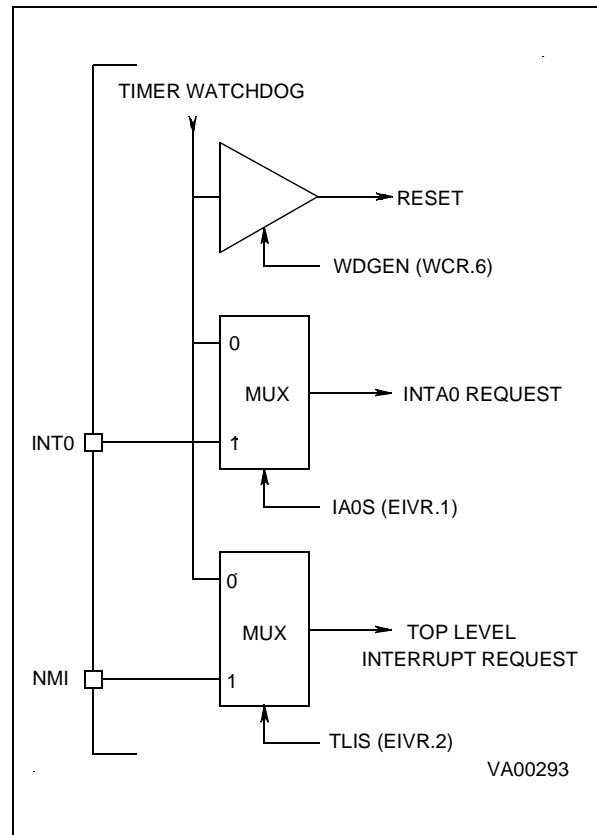 TIMER WATCHDOG
RESET
WDGEN (WCR.6)
0
MUX
INTA0 REQUEST
INT0
1
IA0S (EIVR.1)
0
MUX
TOP LEVEL
INTERRUPT REQUEST
NMI
1
TLIS (EIVR.2)
VA00293